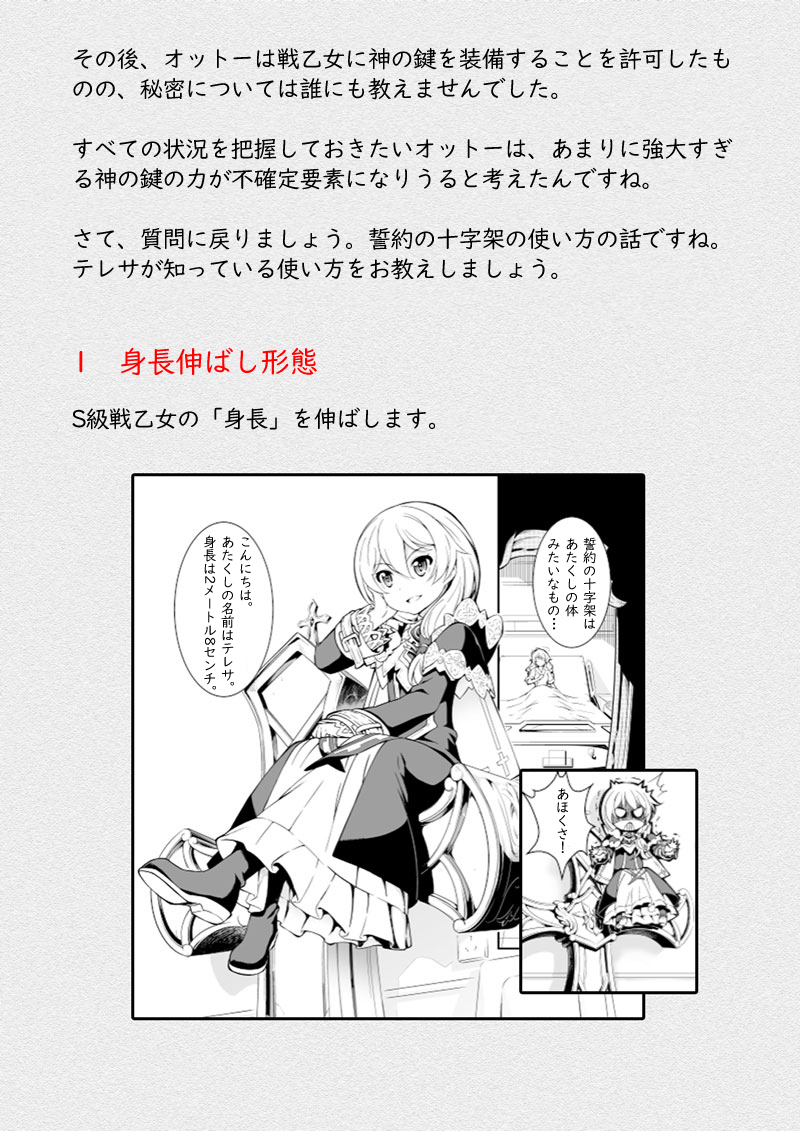 その後、オットーは戦乙女に神の鍵を装備することを許可したも
のの、秘密については誰にも教えませんでした。
すべての状況を把握しておきたいオットーは、あまりに強大すぎ
る神の鍵の力が不確定要素になりうると考えたんですね。
さて、質問に戻りましょう。誓約の十字架の使い方の話ですね。
テレサが知っている使い方をお教えしましょう。
1 身長伸ばし形態
S級戦乙女の「身長」を伸ばします。
誓約の十字架は
あたくしの体
みたいなもの…
こんにちは。
あたくしの名前はテレサ。
身長は2メートル8センチ。
あほくさ!